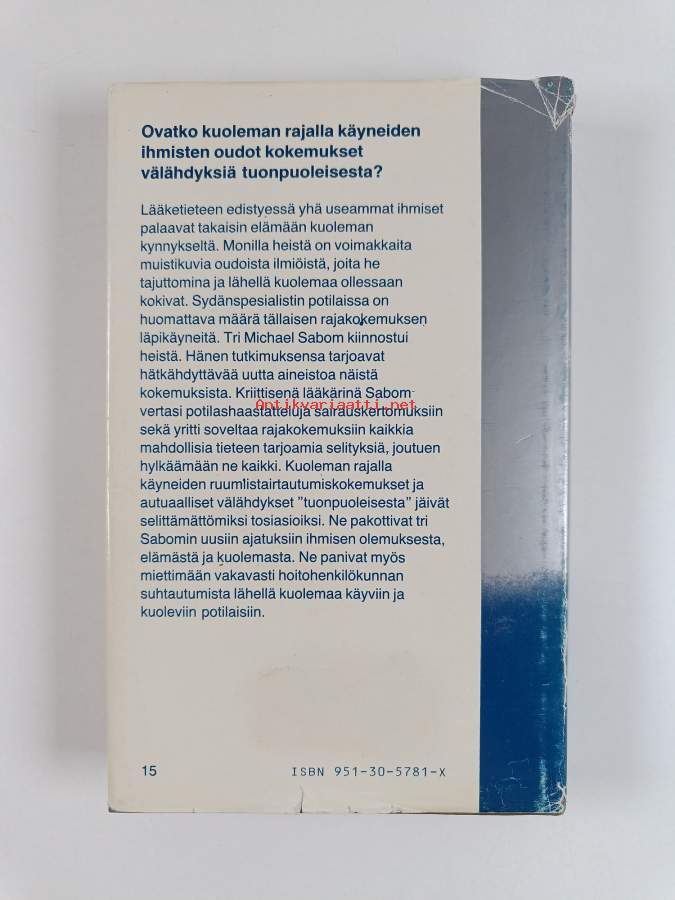 Ovatko kuoleman rajalla käyneiden
ihmisten oudot kokemukset
välähdyksiä tuonpuoleisesta?
Lääketieteen edistyessä yhä useammat ihmiset
palaavat takaisin elämään kuoleman
kynnykseltä. Monilla heistä on voimakkaita
muistikuvia oudoista ilmiöistä, joita he
tajuttomina ja lähellä kuolemaa ollessaan
kokivat. Sydänspesialistin potilaissa on
huomattava määrä tällaisen rajakokemuksen
läpikäyneitä. Tri Michael Sabom kiinnostui
heistä. Hänen tutkimuksensa tarjoavat
hätkähdyttävää uutta aineistoa näistä
kokemuksista. Kriittisenä lääkärinä Sabom
Antikvariaatti.net
vertasi potilashaastatteluja sairauskertomuksiin
sekä yritti soveltaa rajakokemuksiin kaikkia
mahdollisia tieteen tarjoamia selityksiä, joutuen
hylkäämään ne kaikki. Kuoleman rajalla
käyneiden ruumistairtautumiskokemukset ja
autuaalliset välähdykset "tuonpuoleisesta" jäivät
selittämättömiksi tosiasioiksi. Ne pakottivat tri
Sabomin uusiin ajatuksiin ihmisen olemuksesta,
elämästä ja kuolemasta. Ne panivat myös
miettimään vakavasti hoitohenkilökunnan
suhtautumista lähellä kuolemaa käyviin ja
kuoleviin potilaisiin.
15
ISBN 951-30-5781-X